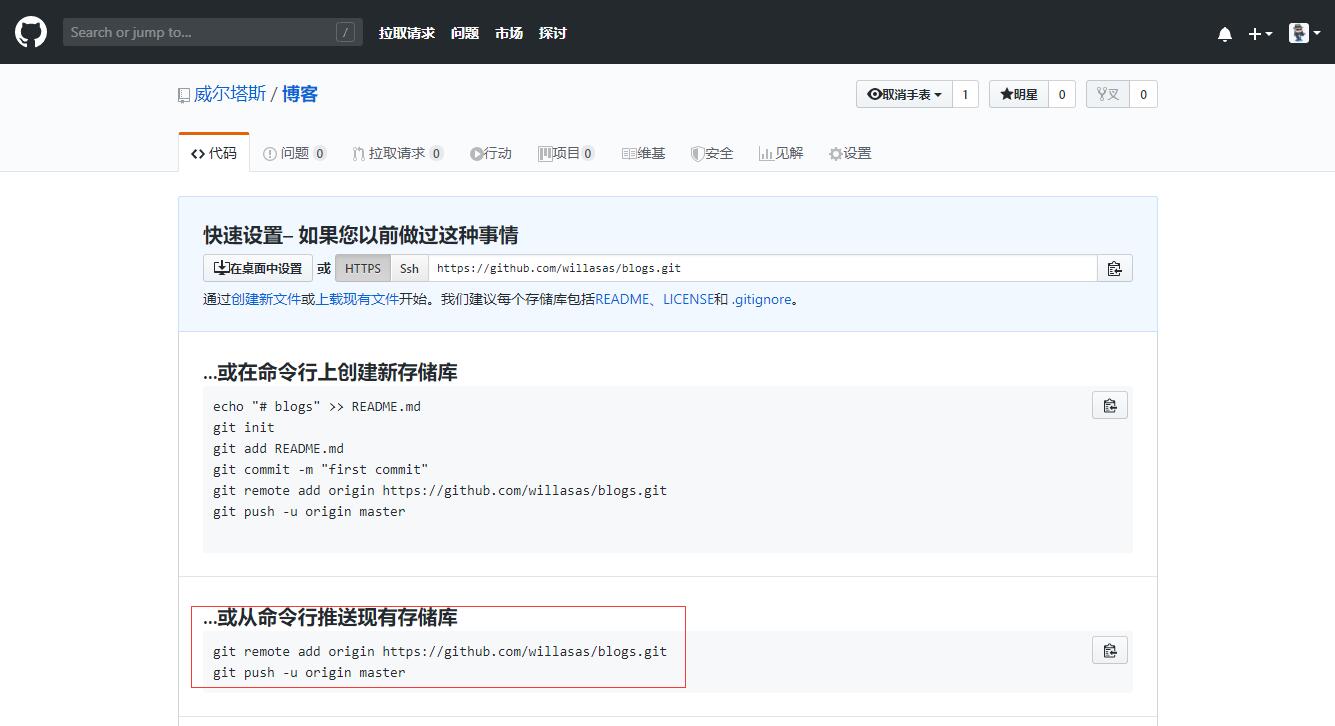 Search or jump to... / 拉取请求 问题 市场 探讨
威尔塔斯 / 博客 取消手表 1 明星 0 叉 0
代码 问题 0 拉取请求 0 行动 项目 0 维基 安全 见解 设置
快速设置– 如果您以前做过这种事情
在桌面中设置 或 HTTPS Ssh https://github.com/willasas/blogs.git
通过创建新文件或上载现有文件开始。我们建议每个存储库包括README、LICENSE和 .gitignore。
...或在命令行上创建新存储库
echo "# blogs" >> README.md
git init
git add README.md
git commit -m "first commit"
git remote add origin https://github.com/willasas/blogs.git
git push -u origin master
...或从命令行推送现有存储库
git remote add origin https://github.com/willasas/blogs.git
git push -u origin master